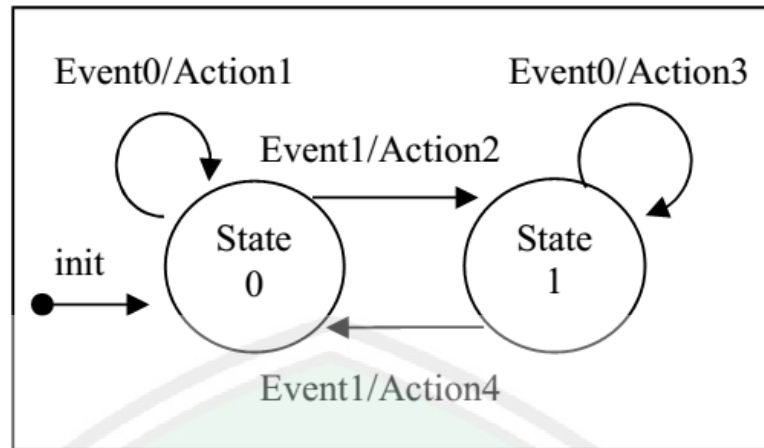 Event0/Action1
Event0/Action3
Event1/Action2
State
0
State
1
init
Event1/Action4